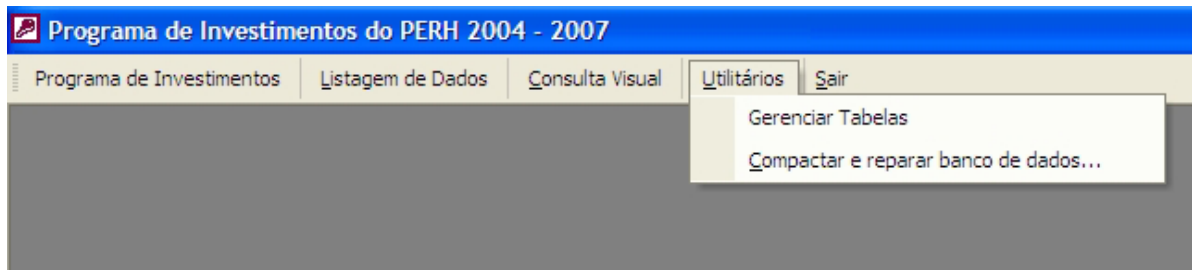 Programa de Investimentos do PERH 2004 - 2007
Programa de Investimentos Listagem de Dados Consulta Visual Utilitários Sair
Gerenciar Tabelas
Compactar e reparar banco de dados...